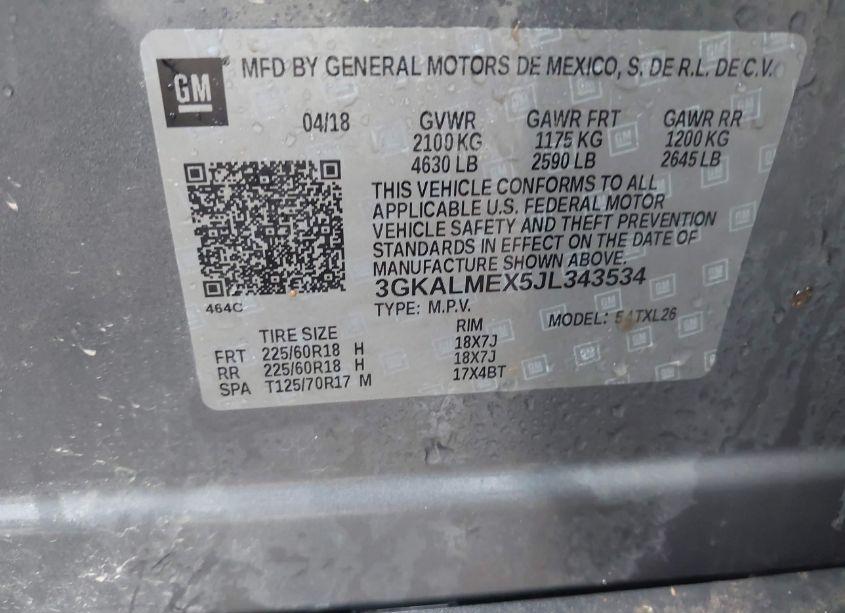 GM
MFD BY GENERAL MOTORS DE MEXICO, S. DE R.L. DE C.V.
04/18 GVWR GAWR FRT GAWR RR
2100 KG 1175 KG 1200 KG
4630 LB 2590 LB 2645 LB
THIS VEHICLE CONFORMS TO ALL
APPLICABLE U.S. FEDERAL MOTOR
VEHICLE SAFETY AND THEFT PREVENTION
STANDARDS IN EFFECT ON THE DATE OF
MANUFACTURE SHOWN ABOVE.
3GKALMEX5JL343534
464C
TYPE: M.P.V. MODEL:
TIRE SIZE RIM
FRT 225/60R18 H 18X7J
RR 225/60R18 H 18X7J
SPA T125/70R17 M 17X4BT